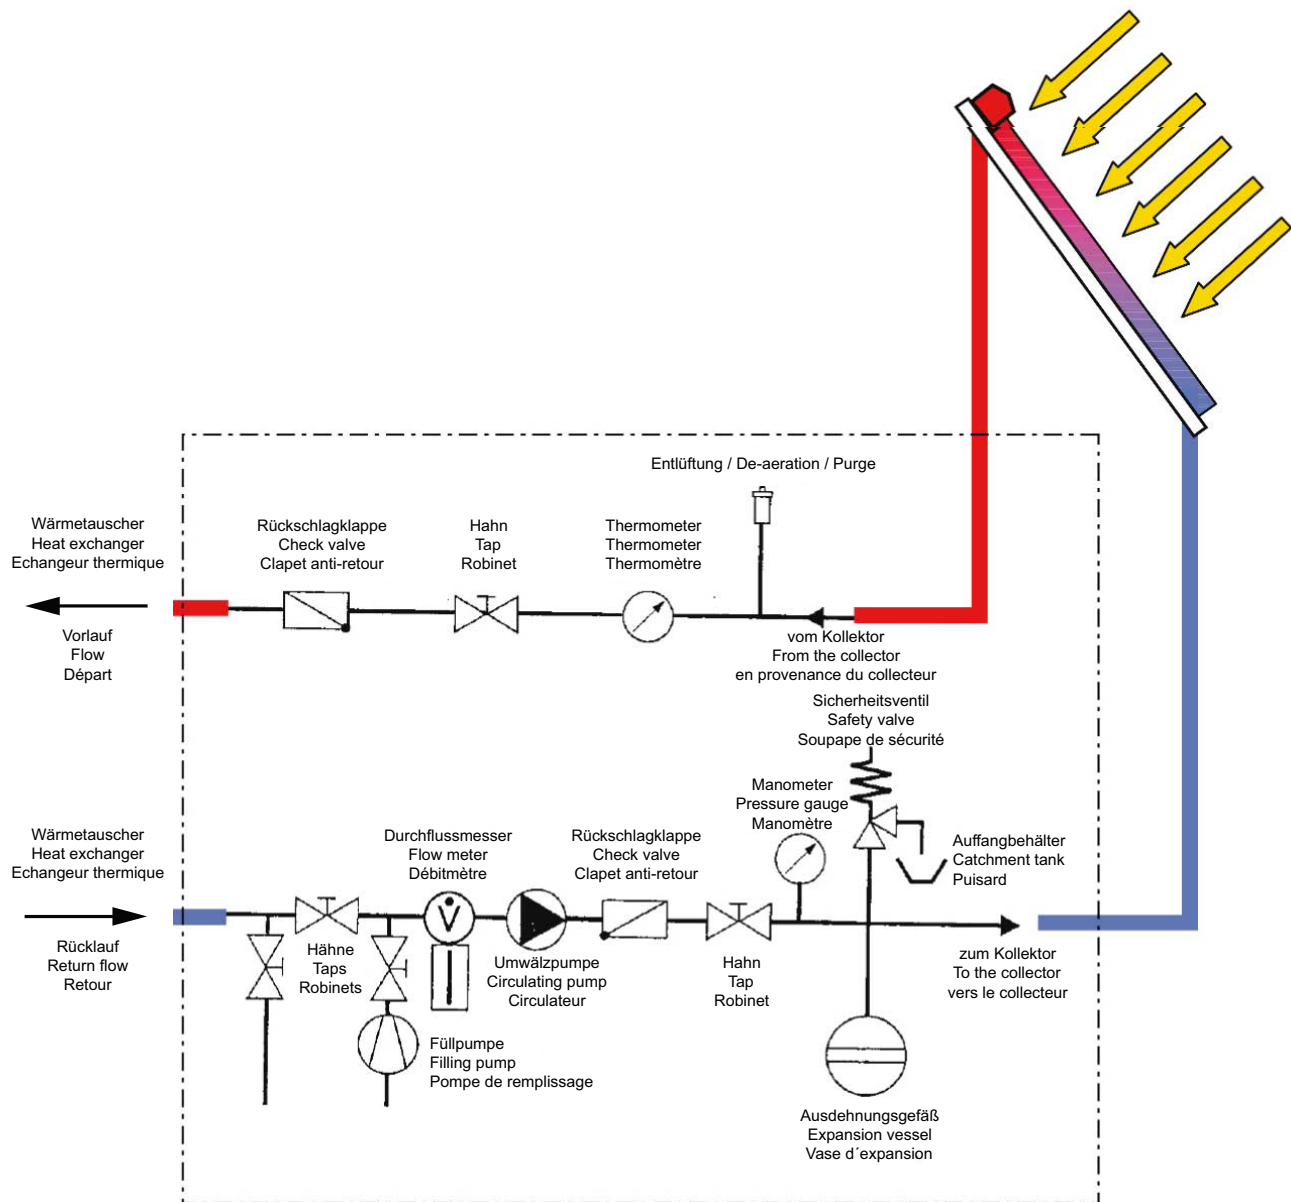 Entlüftung / De-aeration / Purge
Wärmetauscher
Heat exchanger
Echangeur thermique
Rückschlagklappe
Check valve
Clapet anti-retour
Hahn
Tap
Robinet
Thermometer
Thermometer
Thermomètre
Vorlauf
Flow
Départ
vom Kollektor
From the collector
en provenance du collecteur
Sicherheitsventil
Safety valve
Soupape de sécurité
Manometer
Pressure gauge
Manomètre
Wärmetauscher
Heat exchanger
Echangeur thermique
Durchflussmesser
Flow meter
Débitmètre
Rückschlagklappe
Check valve
Clapet anti-retour
Auffangbehälter
Catchment tank
Puisard
V̇
Rücklauf
Return flow
Retour
Hähne
Taps
Robinets
Umwälzpumpe
Circulating pump
Circulateur
Hahn
Tap
Robinet
zum Kollektor
To the collector
vers le collecteur
Füllpumpe
Filling pump
Pompe de remplissage
Ausdehnungsgefäß
Expansion vessel
Vase d´expansion